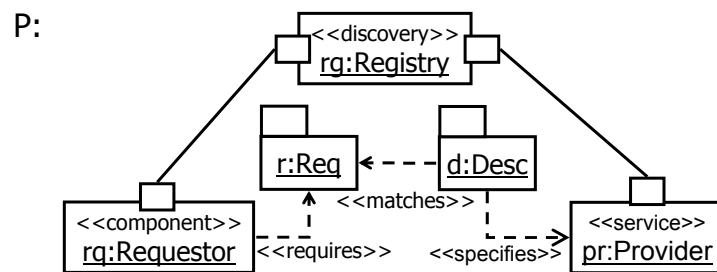 P:
<<discovery>>
rg:Registry
r:Req
d:Desc
<<matches>>
<<component>>
rq:Requestor
<<requires>>
<<specifies>>
<<service>>
pr:Provider